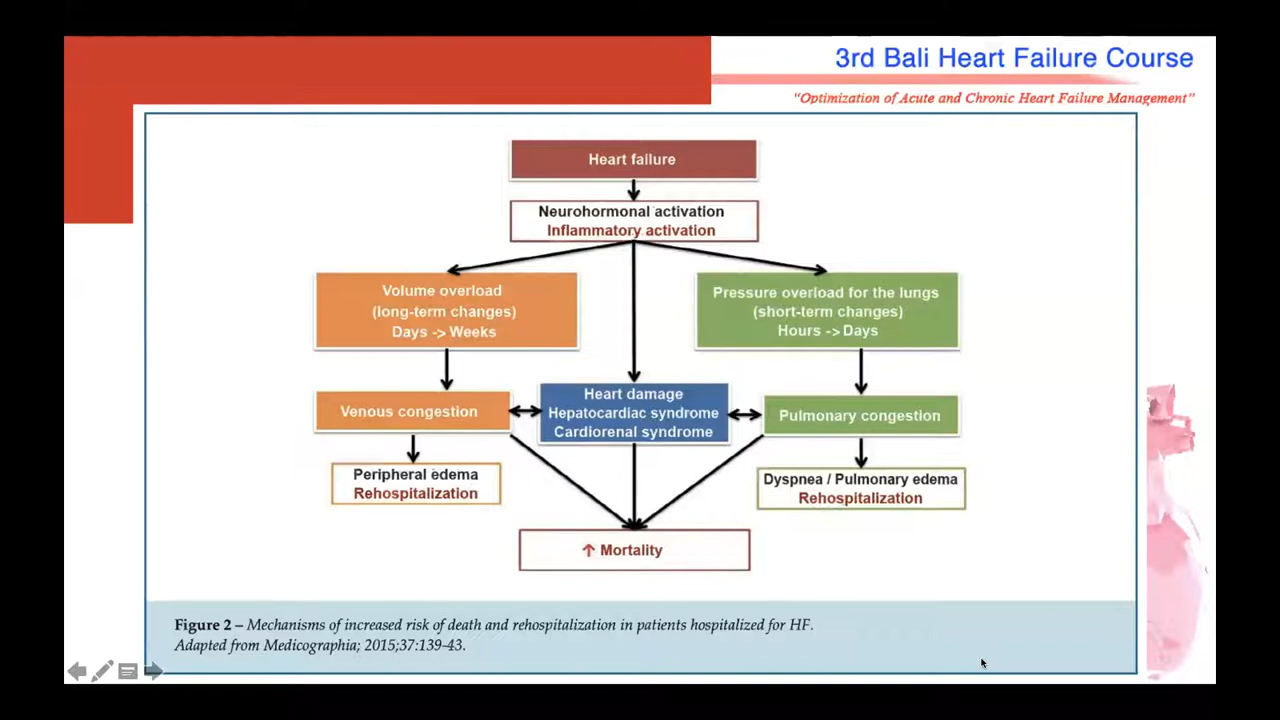 3rd Bali Heart Failure Course
“Optimization of Acute and Chronic Heart Failure Management”
Heart failure
Neurohormonal activation
Inflammatory activation
Volume overload
(long-term changes)
Days -> Weeks
Pressure overload for the lungs
(short-term changes)
Hours -> Days
Venous congestion
Heart damage
Hepatocardiac syndrome
Cardiorenal syndrome
Pulmonary congestion
Peripheral edema
Rehospitalization
Dyspnea / Pulmonary edema
Rehospitalization
↑ Mortality
Figure 2 – Mechanisms of increased risk of death and rehospitalization in patients hospitalized for HF.
Adapted from Medicographia; 2015;37:139-43.